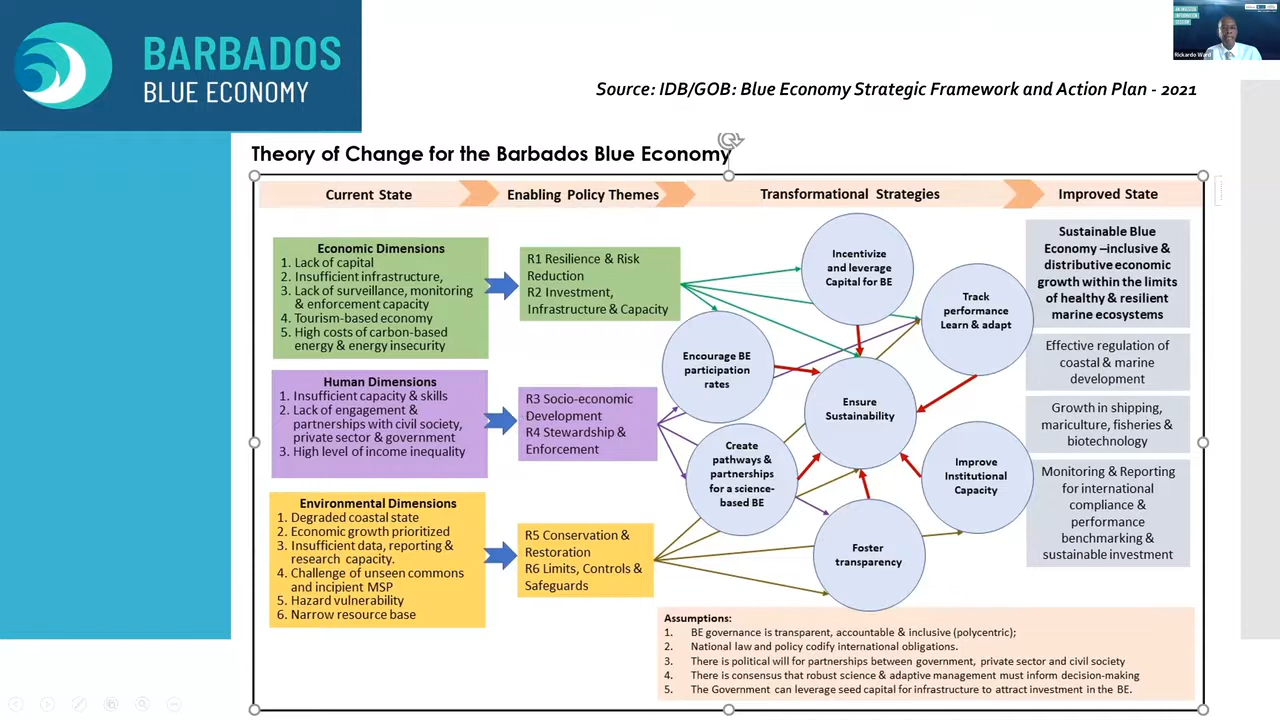 BARBADOS
BLUE ECONOMY
AN INVESTOR
INFORMATION
SESSION
Rickardo Ward
Source: IDB/GOB: Blue Economy Strategic Framework and Action Plan - 2021
Theory of Change for the Barbados Blue Economy
Current State
Enabling Policy Themes
Transformational Strategies
Improved State
Economic Dimensions
1. Lack of capital
2. Insufficient infrastructure,
3. Lack of surveillance, monitoring
& enforcement capacity
4. Tourism-based economy
5. High costs of carbon-based
energy & energy insecurity
Human Dimensions
1. Insufficient capacity & skills
2. Lack of engagement &
partnerships with civil society,
private sector & government
3. High level of income inequality
Environmental Dimensions
1. Degraded coastal state
2. Economic growth prioritized
3. Insufficient data, reporting &
research capacity.
4. Challenge of unseen commons
and incipient MSP
5. Hazard vulnerability
6. Narrow resource base
R1 Resilience & Risk
Reduction
R2 Investment,
Infrastructure & Capacity
R3 Socio-economic
Development
R4 Stewardship &
Enforcement
R5 Conservation &
Restoration
R6 Limits, Controls &
Safeguards
Incentivize
and leverage
Capital for BE
Track
performance
Learn & adapt
Encourage BE
participation
rates
Ensure
Sustainability
Create
pathways &
partnerships
for a science-
based BE
Improve
Institutional
Capacity
Foster
transparency
Sustainable Blue
Economy –inclusive &
distributive economic
growth within the limits
of healthy & resilient
marine ecosystems
Effective regulation of
coastal & marine
development
Growth in shipping,
mariculture, fisheries &
biotechnology
Monitoring & Reporting
for international
compliance &
performance
benchmarking &
sustainable investment
Assumptions:
1. BE governance is transparent, accountable & inclusive (polycentric);
2. National law and policy codify international obligations.
3. There is political will for partnerships between government, private sector and civil society
4. There is consensus that robust science & adaptive management must inform decision-making
5. The Government can leverage seed capital for infrastructure to attract investment in the BE.